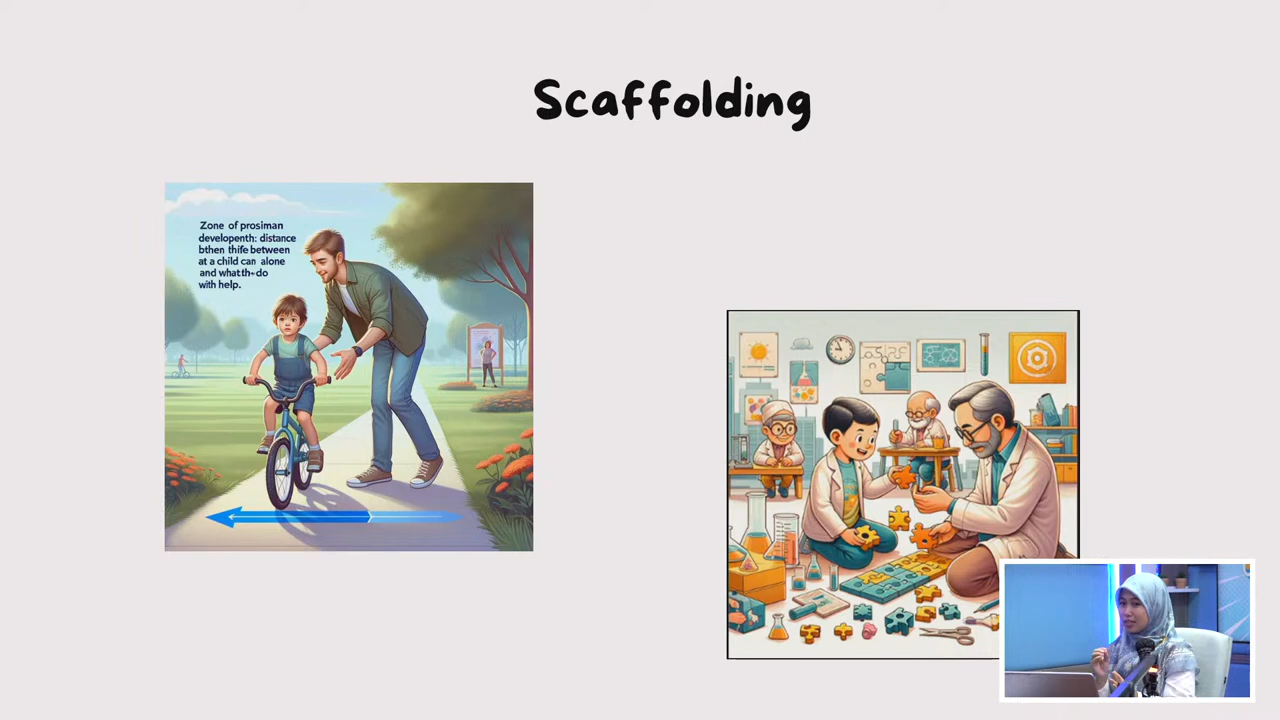 Scaffolding
Zone of prosiman
developenth: distance
bthen thife between
at a child can alone
and whatth-do
with help.